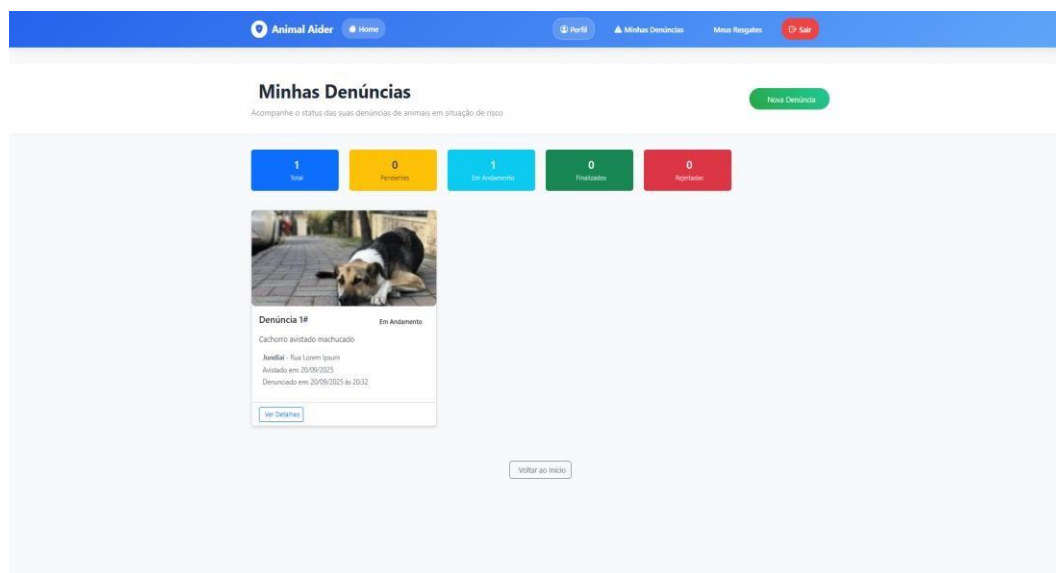 Animal Aider Home Perfil Minhas Denúncias Meus Resgates Sair
Minhas Denúncias
Nova Denúncia
Acompanhe o status das suas denúncias de animais em situação de risco
1 0 1 0 0
Total Pendentes Em Andamento Finalizados Rejeitadas
Denúncia 1# Em Andamento
Cachorro avistado machucado
Jundiaí - Rua Lorem Ipsum
Avistado em: 20/09/2025
Denunciado em: 20/09/2025 às 20:32
Ver Detalhes
Voltar ao Início